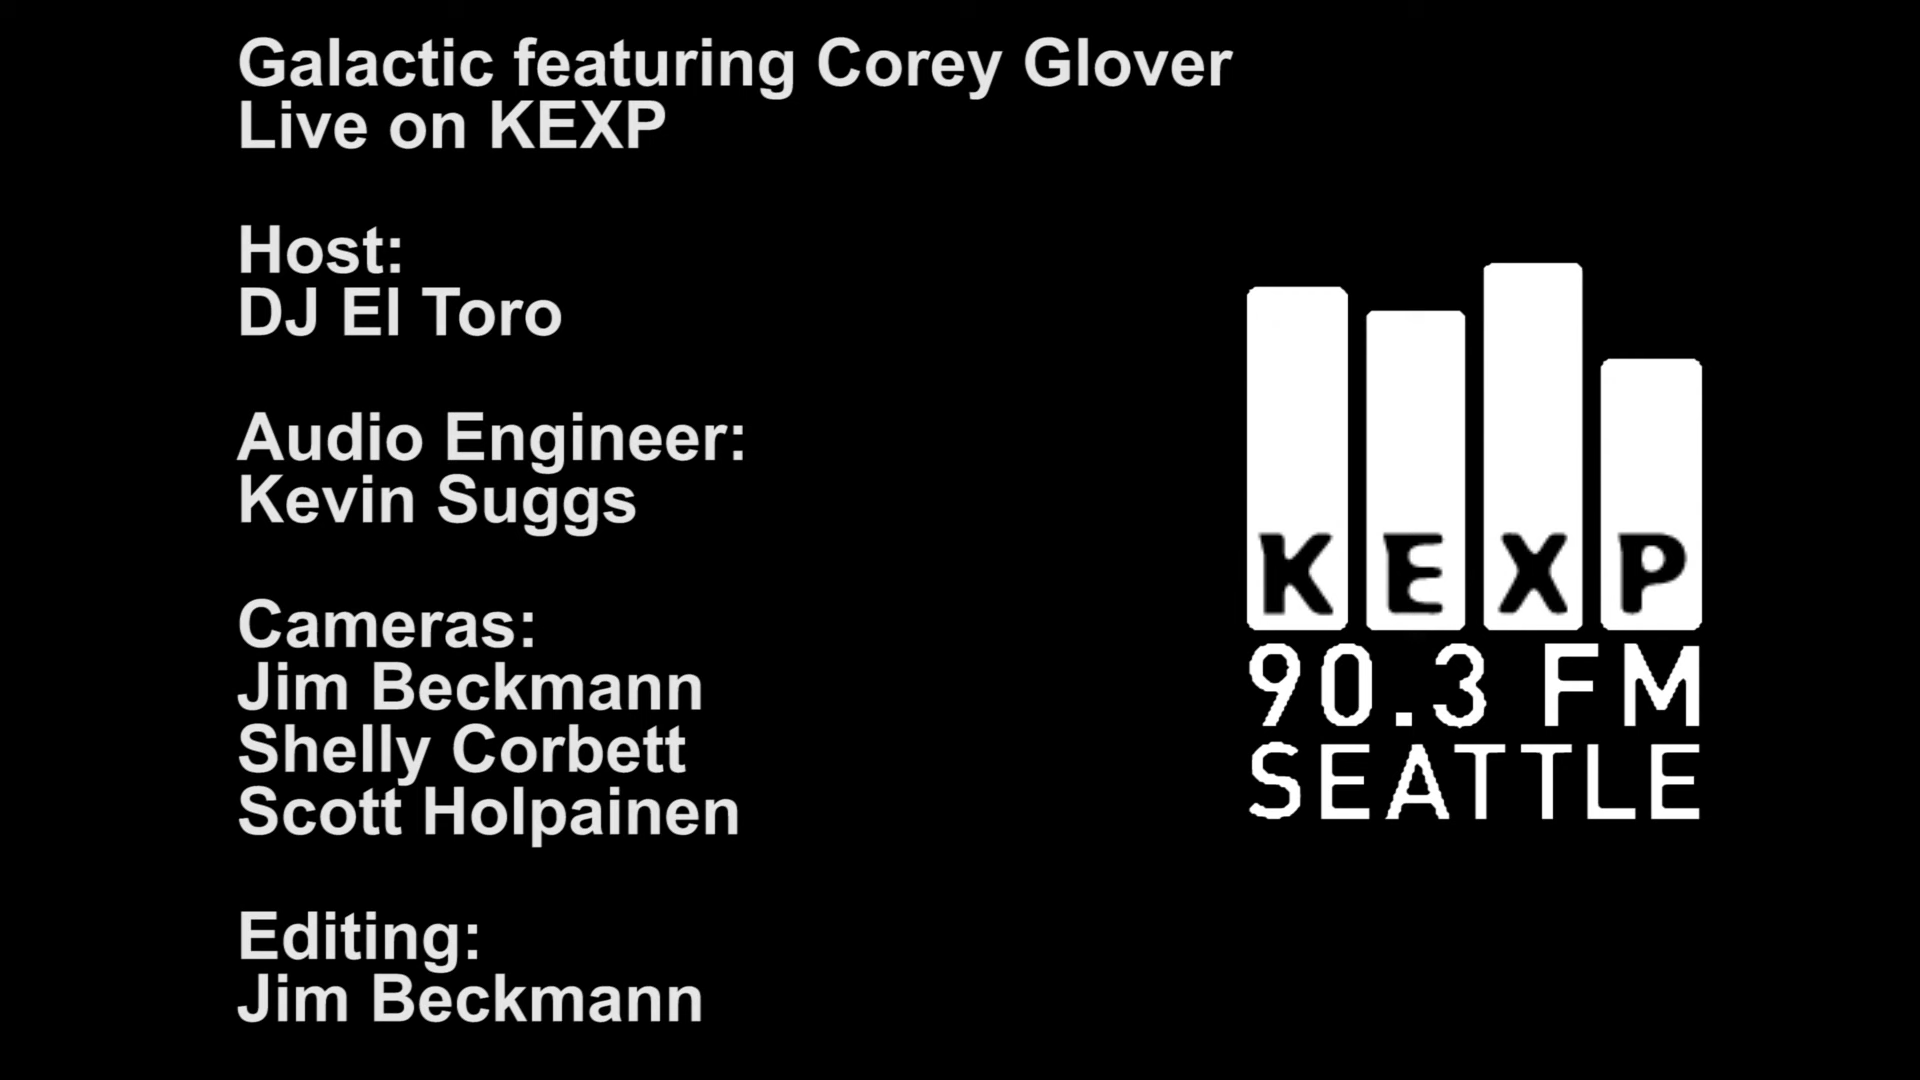 Galactic featuring Corey Glover
Live on KEXP
Host:
DJ El Toro
Audio Engineer:
Kevin Suggs
Cameras:
Jim Beckmann
Shelly Corbett
Scott Holpainen
Editing:
Jim Beckmann
KEXP
90.3 FM
SEATTLE